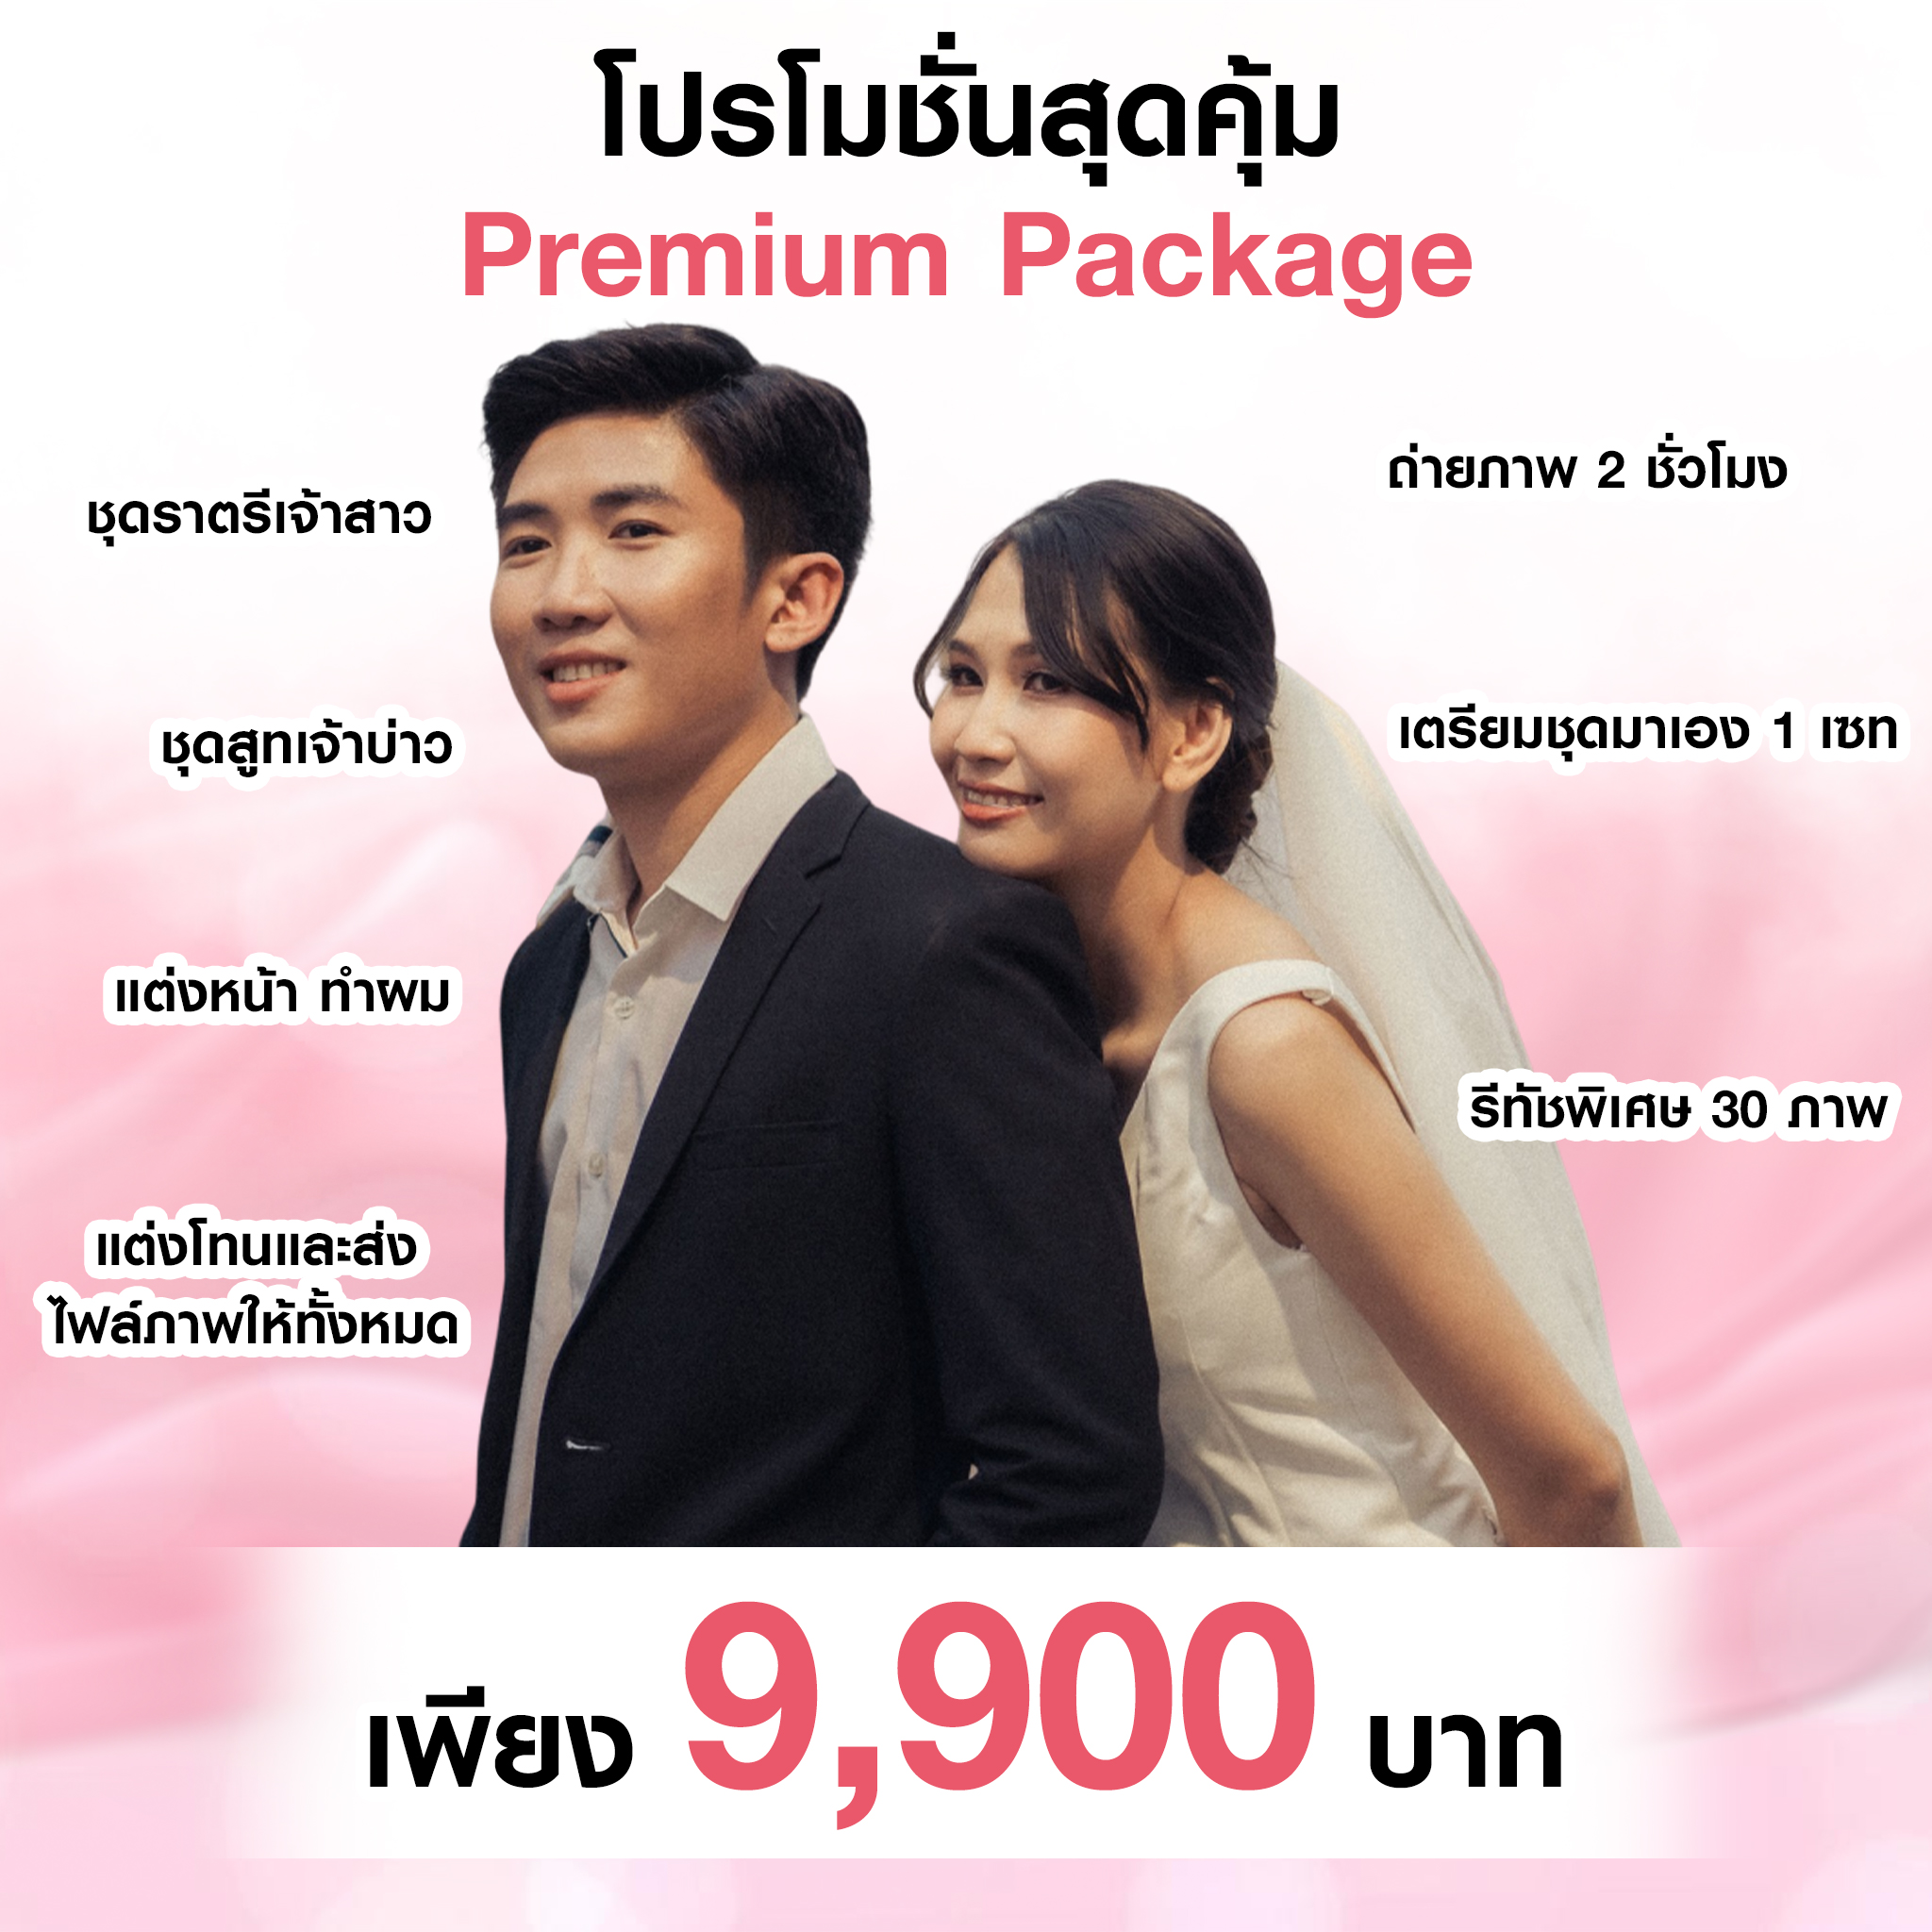 โปรโมชั่นสุดคุ้ม
Premium Package
ชุดราตรีเจ้าสาว
ชุดสูทเจ้าบ่าว
แต่งหน้า ทำผม
แต่งโทนและส่ง
ไฟล์ภาพให้ทั้งหมด
ถ่ายภาพ 2 ชั่วโมง
เตรียมชุดมาเอง 1 เซท
รีทัชพิเศษ 30 ภาพ
เพียง 9,900 บาท